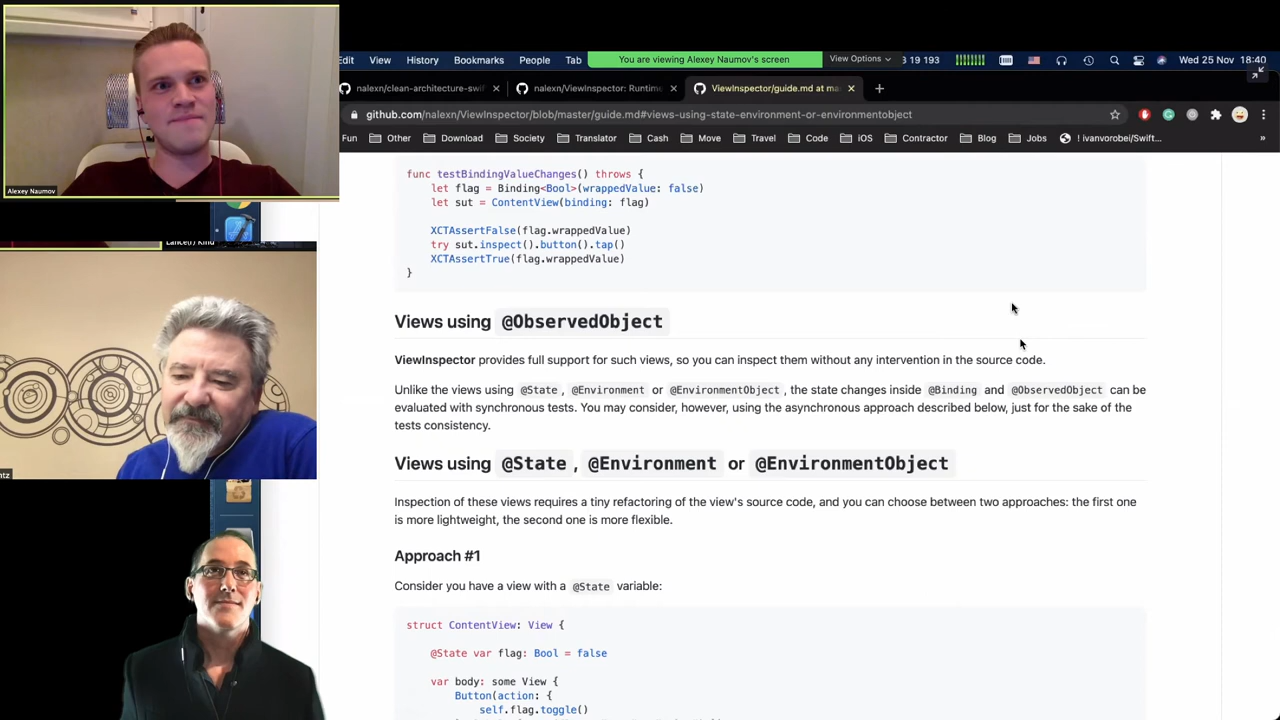 Alexey Naumov
Lance(r) Kind
ntz
Edit View History Bookmarks People Tab
You are viewing Alexey Naumov's screen
View Options
19 193
Wed 25 Nov 18:40
nalexn/clean-architecture-swif
nalexn/ViewInspector: Runtime
ViewInspector/guide.md at ma
github.com/nalexn/ViewInspector/blob/master/guide.md#views-using-state-environment-or-environmentobject
Fun Other Download Society Translator Cash Move Travel Code iOS Contractor Blog Jobs ! ivanvorobei/Swift...
func testBindingValueChanges() throws {
let flag = Binding<Bool>(wrappedValue: false)
let sut = ContentView(binding: flag)
XCTAssertFalse(flag.wrappedValue)
try sut.inspect().button().tap()
XCTAssertTrue(flag.wrappedValue)
}
Views using @ObservedObject
ViewInspector provides full support for such views, so you can inspect them without any intervention in the source code.
Unlike the views using @State, @Environment or @EnvironmentObject, the state changes inside @Binding and @ObservedObject can be
evaluated with synchronous tests. You may consider, however, using the asynchronous approach described below, just for the sake of the
tests consistency.
Views using @State, @Environment or @EnvironmentObject
Inspection of these views requires a tiny refactoring of the view's source code, and you can choose between two approaches: the first one
is more lightweight, the second one is more flexible.
Approach #1
Consider you have a view with a @State variable:
struct ContentView: View {
@State var flag: Bool = false
var body: some View {
Button(action: {
self.flag.toggle()